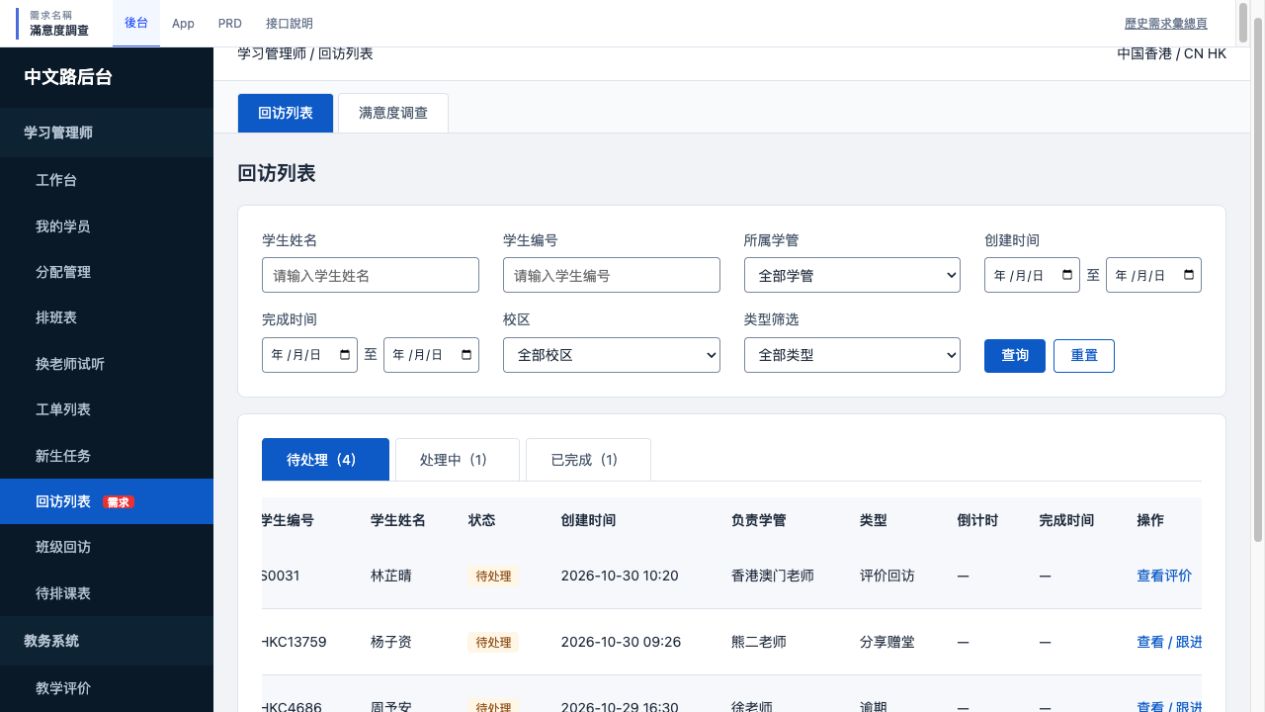 需求名稱
滿意度調查
後台 App PRD 接口說明
歷史需求彙總頁
中文路后台
学习管理师 / 回访列表
中国香港 / CN HK
学习管理师
工作台
我的学员
分配管理
排班表
换老师试听
工单列表
新生任务
回访列表 需求
班级回访
待排课表
教务系统
教学评价
回访列表 满意度调查
回访列表
学生姓名 学生编号 所属学管 创建时间
请输入学生姓名 请输入学生编号 全部学管 年 /月/日 至 年 /月/日
完成时间 校区 类型筛选
年 /月/日 至 年 /月/日 全部校区 全部类型 查询 重置
待处理（4） 处理中（1） 已完成（1）
学生编号 学生姓名 状态 创建时间 负责学管 类型 倒计时 完成时间 操作
S0031 林芷晴 待处理 2026-10-30 10:20 香港澳门老师 评价回访 — — 查看评价
HKC13759 杨子资 待处理 2026-10-30 09:26 熊二老师 分享赠堂 — — 查看 / 跟进
HKC4686 周予安 待处理 2026-10-29 16:30 徐老师 逾期 — — 查看 / 跟进